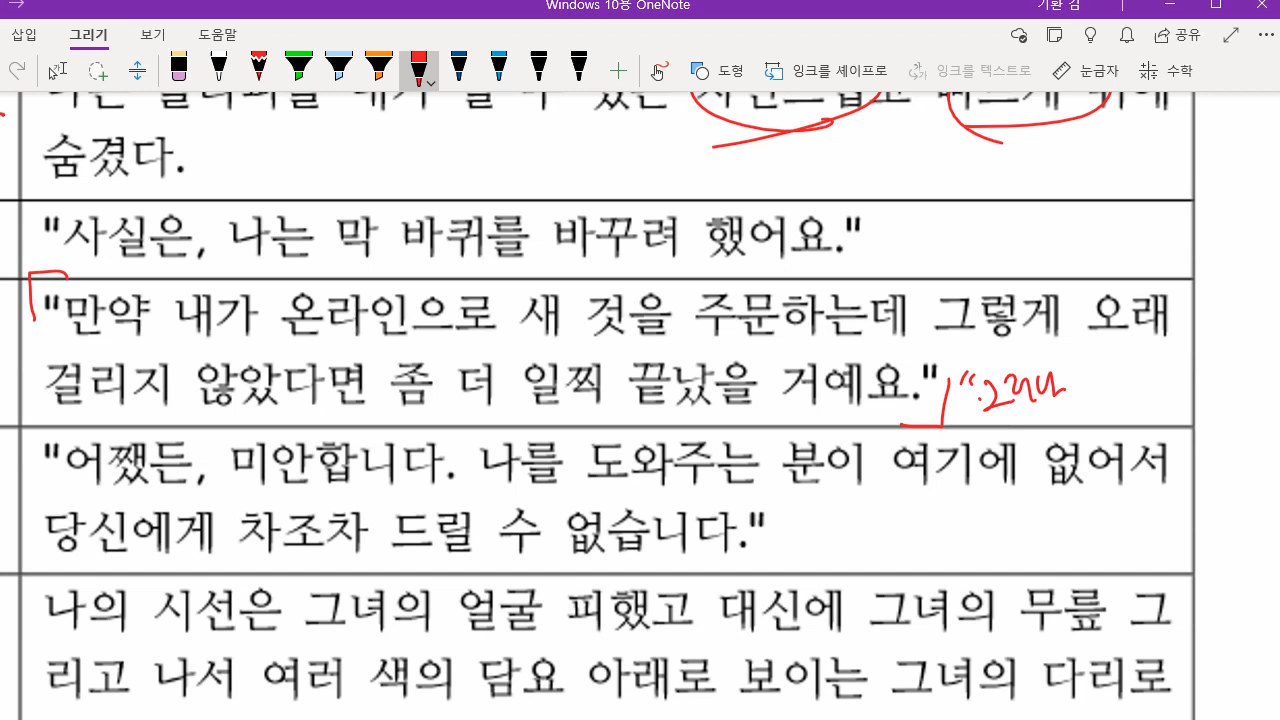 Windows 10용 OneNote
기환 김
삽입 그리기 보기 도움말
공유
도형 잉크를 셰이프로 잉크를 텍스트로 눈금자 수학
숨겼다.
"사실은, 나는 막 바퀴를 바꾸려 했어요."
"만약 내가 온라인으로 새 것을 주문하는데 그렇게 오래
걸리지 않았다면 좀 더 일찍 끝났을 거예요."
"어쨌든, 미안합니다. 나를 도와주는 분이 여기에 없어서
당신에게 차조차 드릴 수 없습니다."
나의 시선은 그녀의 얼굴 피했고 대신에 그녀의 무릎 그
리고 나서 여러 색의 담요 아래로 보이는 그녀의 다리로